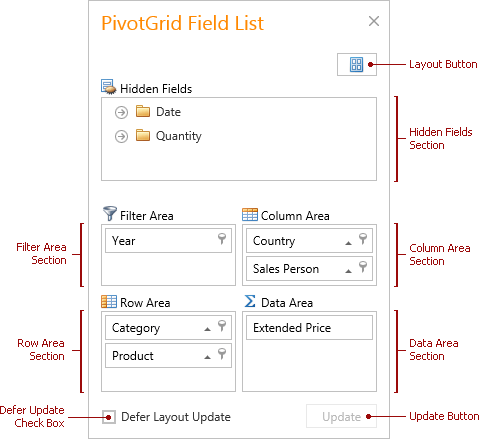 PivotGrid Field List
Layout Button
Hidden Fields
Date
Quantity
Hidden Fields
Section
Filter Area
Year
Column Area
Country
Sales Person
Filter Area
Section
Column Area
Section
Row Area
Category
Product
Data Area
Extended Price
Row Area
Section
Data Area
Section
Defer Update
Check Box
Defer Layout Update
Update
Update Button